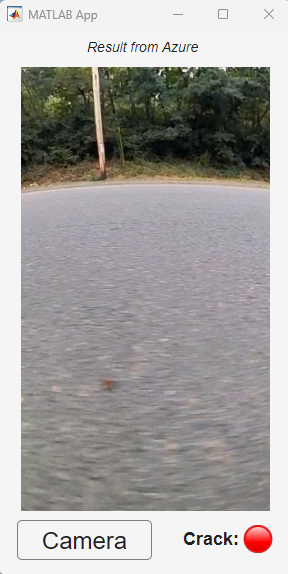 MATLAB App
Result from Azure
Camera
Crack: